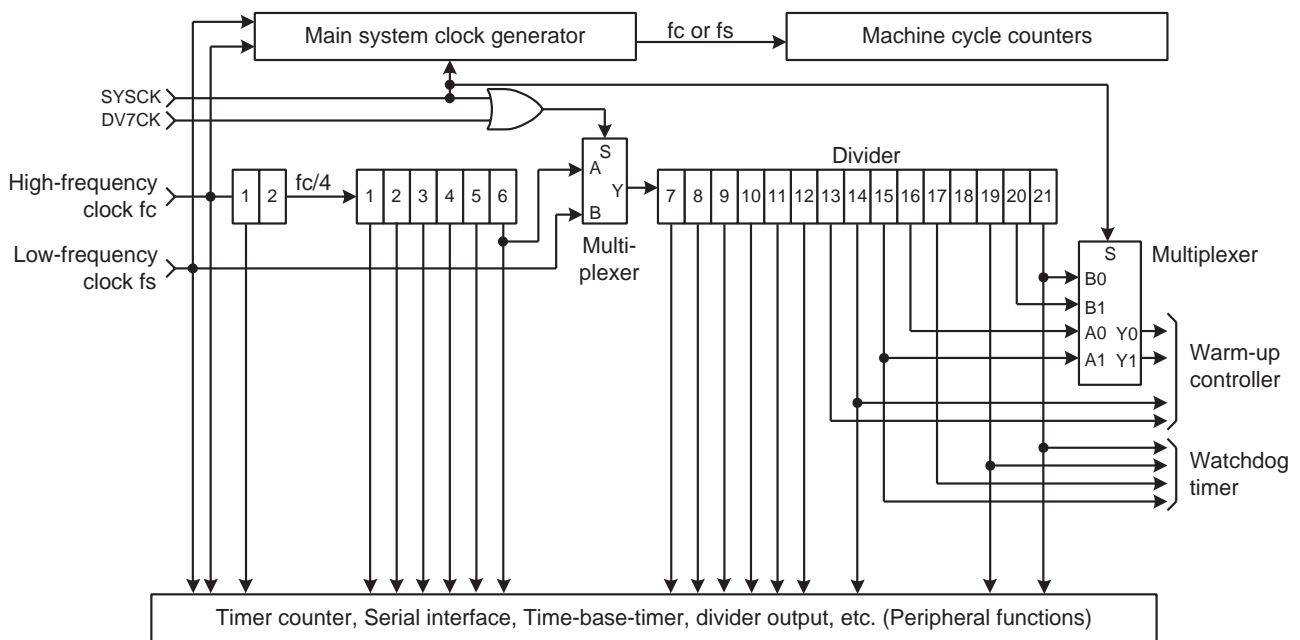 Main system clock generator
fc or fs
Machine cycle counters
SYSCK
DV7CK
S
A
Y
B
Multi-
plexer
High-frequency
clock fc
1 2
fc/4
1 2 3 4 5 6
Divider
7 8 9 10 11 12 13 14 15 16 17 18 19 20 21
Low-frequency
clock fs
S
Multiplexer
B0
B1
A0 Y0
A1 Y1
Warm-up
controller
Watchdog
timer
Timer counter, Serial interface, Time-base-timer, divider output, etc. (Peripheral functions)